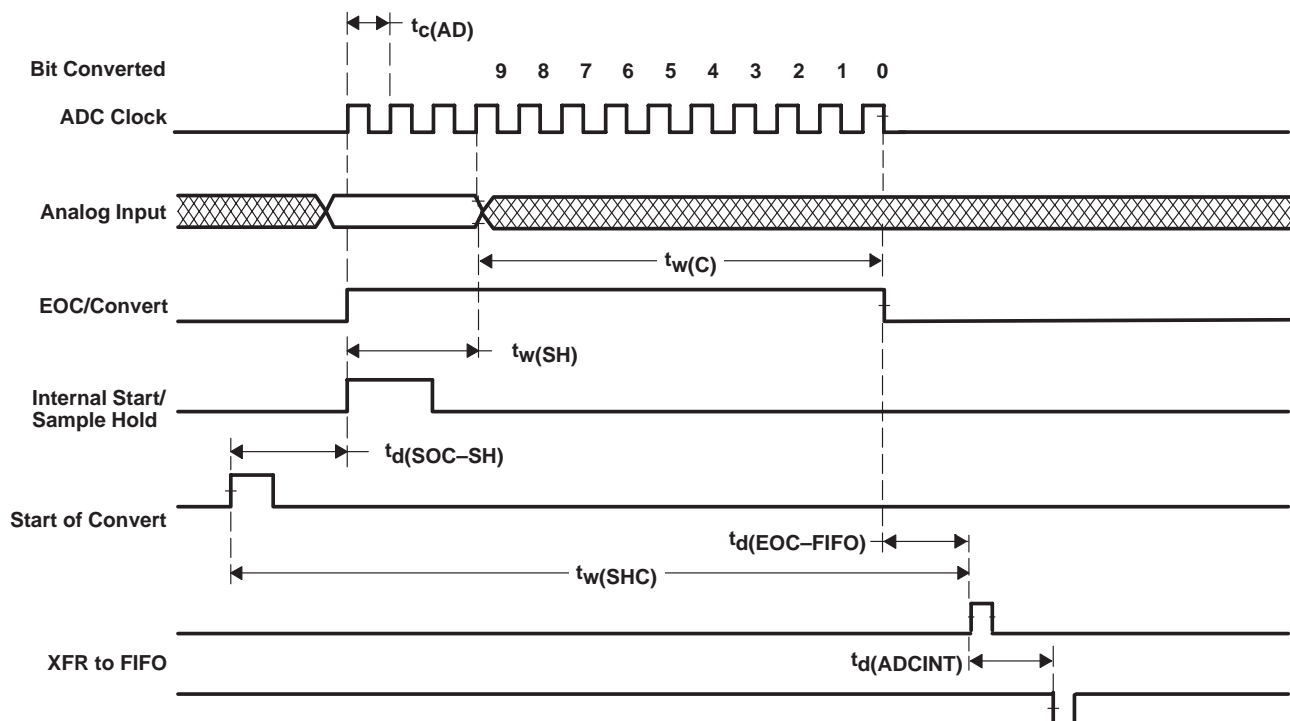 tc(AD)
Bit Converted
9 8 7 6 5 4 3 2 1 0
ADC Clock
Analog Input
tw(C)
EOC/Convert
tw(SH)
Internal Start/
Sample Hold
td(SOC–SH)
Start of Convert
td(EOC–FIFO)
tw(SHC)
XFR to FIFO
td(ADCINT)